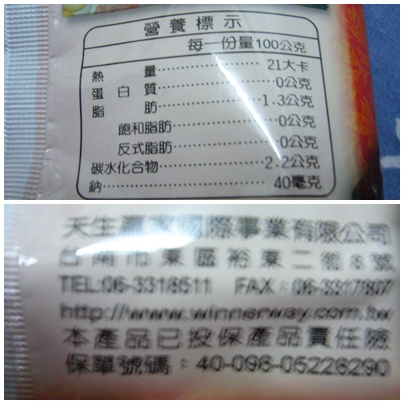 營養標示
每一份量100公克
熱量 21大卡
蛋白質 0公克
脂肪 1.3公克
飽和脂肪 0公克
反式脂肪 0公克
碳水化合物 2.2公克
鈉 40毫克
天生贏家國際事業有限公司
台南市東區裕東二街8號
TEL:06-3318511 FAX:06-3317807
http://www.winnerway.com.tw
本產品已投保產品責任險
保單號碼:40-096-05228290